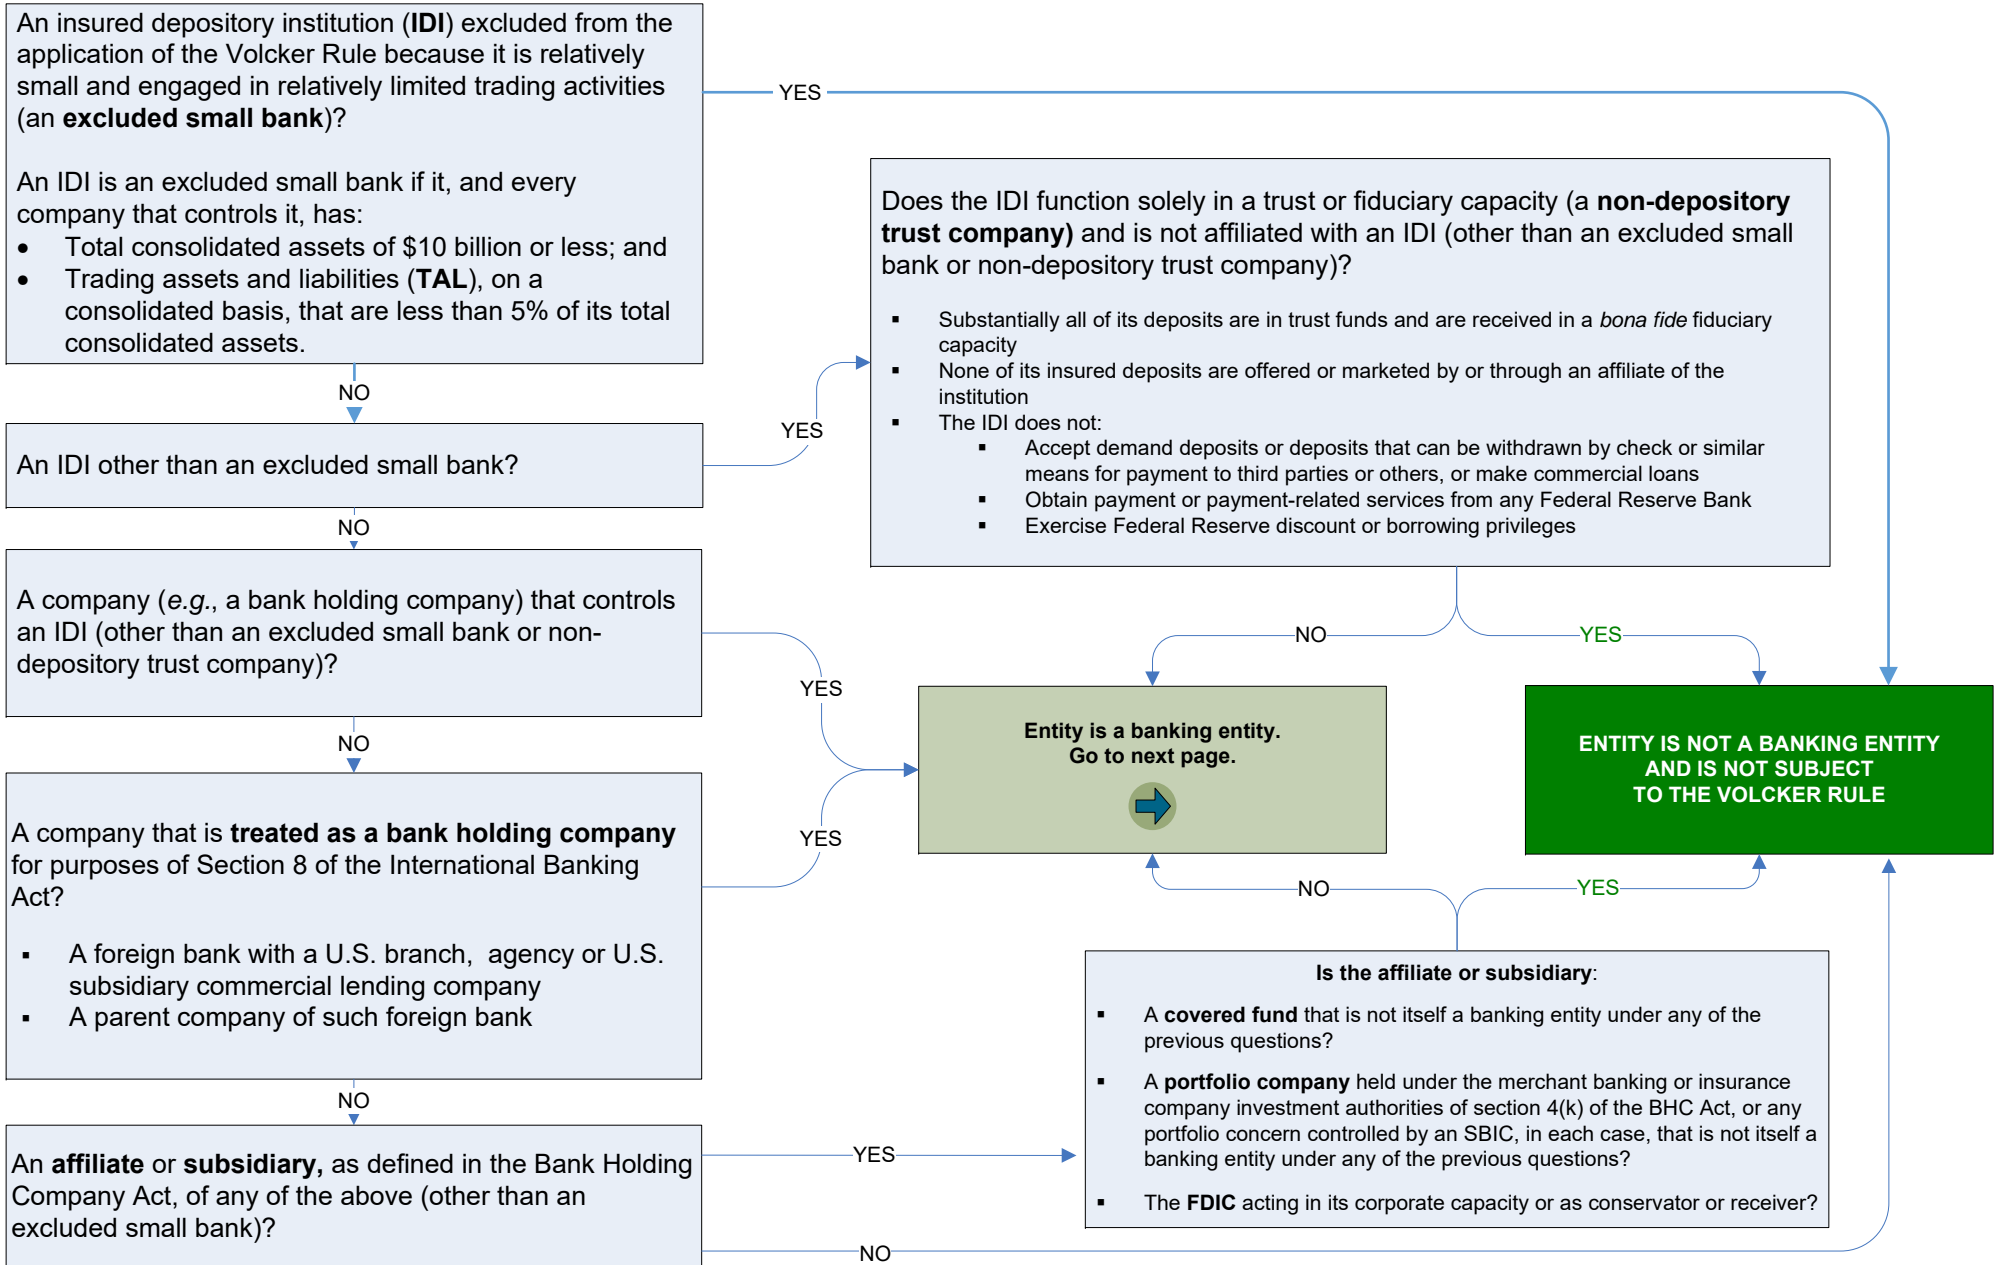 An insured depository institution (IDI) excluded from the
application of the Volcker Rule because it is relatively
small and engaged in relatively limited trading activities
(an excluded small bank)?
An IDI is an excluded small bank if it, and every
company that controls it, has:
• Total consolidated assets of $10 billion or less; and
• Trading assets and liabilities (TAL), on a
consolidated basis, that are less than 5% of its total
consolidated assets.
YES
NO
An IDI other than an excluded small bank?
YES
NO
Does the IDI function solely in a trust or fiduciary capacity (a non-depository
trust company) and is not affiliated with an IDI (other than an excluded small
bank or non-depository trust company)?
▪ Substantially all of its deposits are in trust funds and are received in a bona fide fiduciary
capacity
▪ None of its insured deposits are offered or marketed by or through an affiliate of the
institution
▪ The IDI does not:
▪ Accept demand deposits or deposits that can be withdrawn by check or similar
means for payment to third parties or others, or make commercial loans
▪ Obtain payment or payment-related services from any Federal Reserve Bank
▪ Exercise Federal Reserve discount or borrowing privileges
NO
YES
A company (e.g., a bank holding company) that controls
an IDI (other than an excluded small bank or non-
depository trust company)?
YES
NO
Entity is a banking entity.
Go to next page.
ENTITY IS NOT A BANKING ENTITY
AND IS NOT SUBJECT
TO THE VOLCKER RULE
A company that is treated as a bank holding company
for purposes of Section 8 of the International Banking
Act?
▪ A foreign bank with a U.S. branch, agency or U.S.
subsidiary commercial lending company
▪ A parent company of such foreign bank
YES
NO
NO
YES
Is the affiliate or subsidiary:
▪ A covered fund that is not itself a banking entity under any of the
previous questions?
▪ A portfolio company held under the merchant banking or insurance
company investment authorities of section 4(k) of the BHC Act, or any
portfolio concern controlled by an SBIC, in each case, that is not itself a
banking entity under any of the previous questions?
▪ The FDIC acting in its corporate capacity or as conservator or receiver?
An affiliate or subsidiary, as defined in the Bank Holding
Company Act, of any of the above (other than an
excluded small bank)?
YES
NO